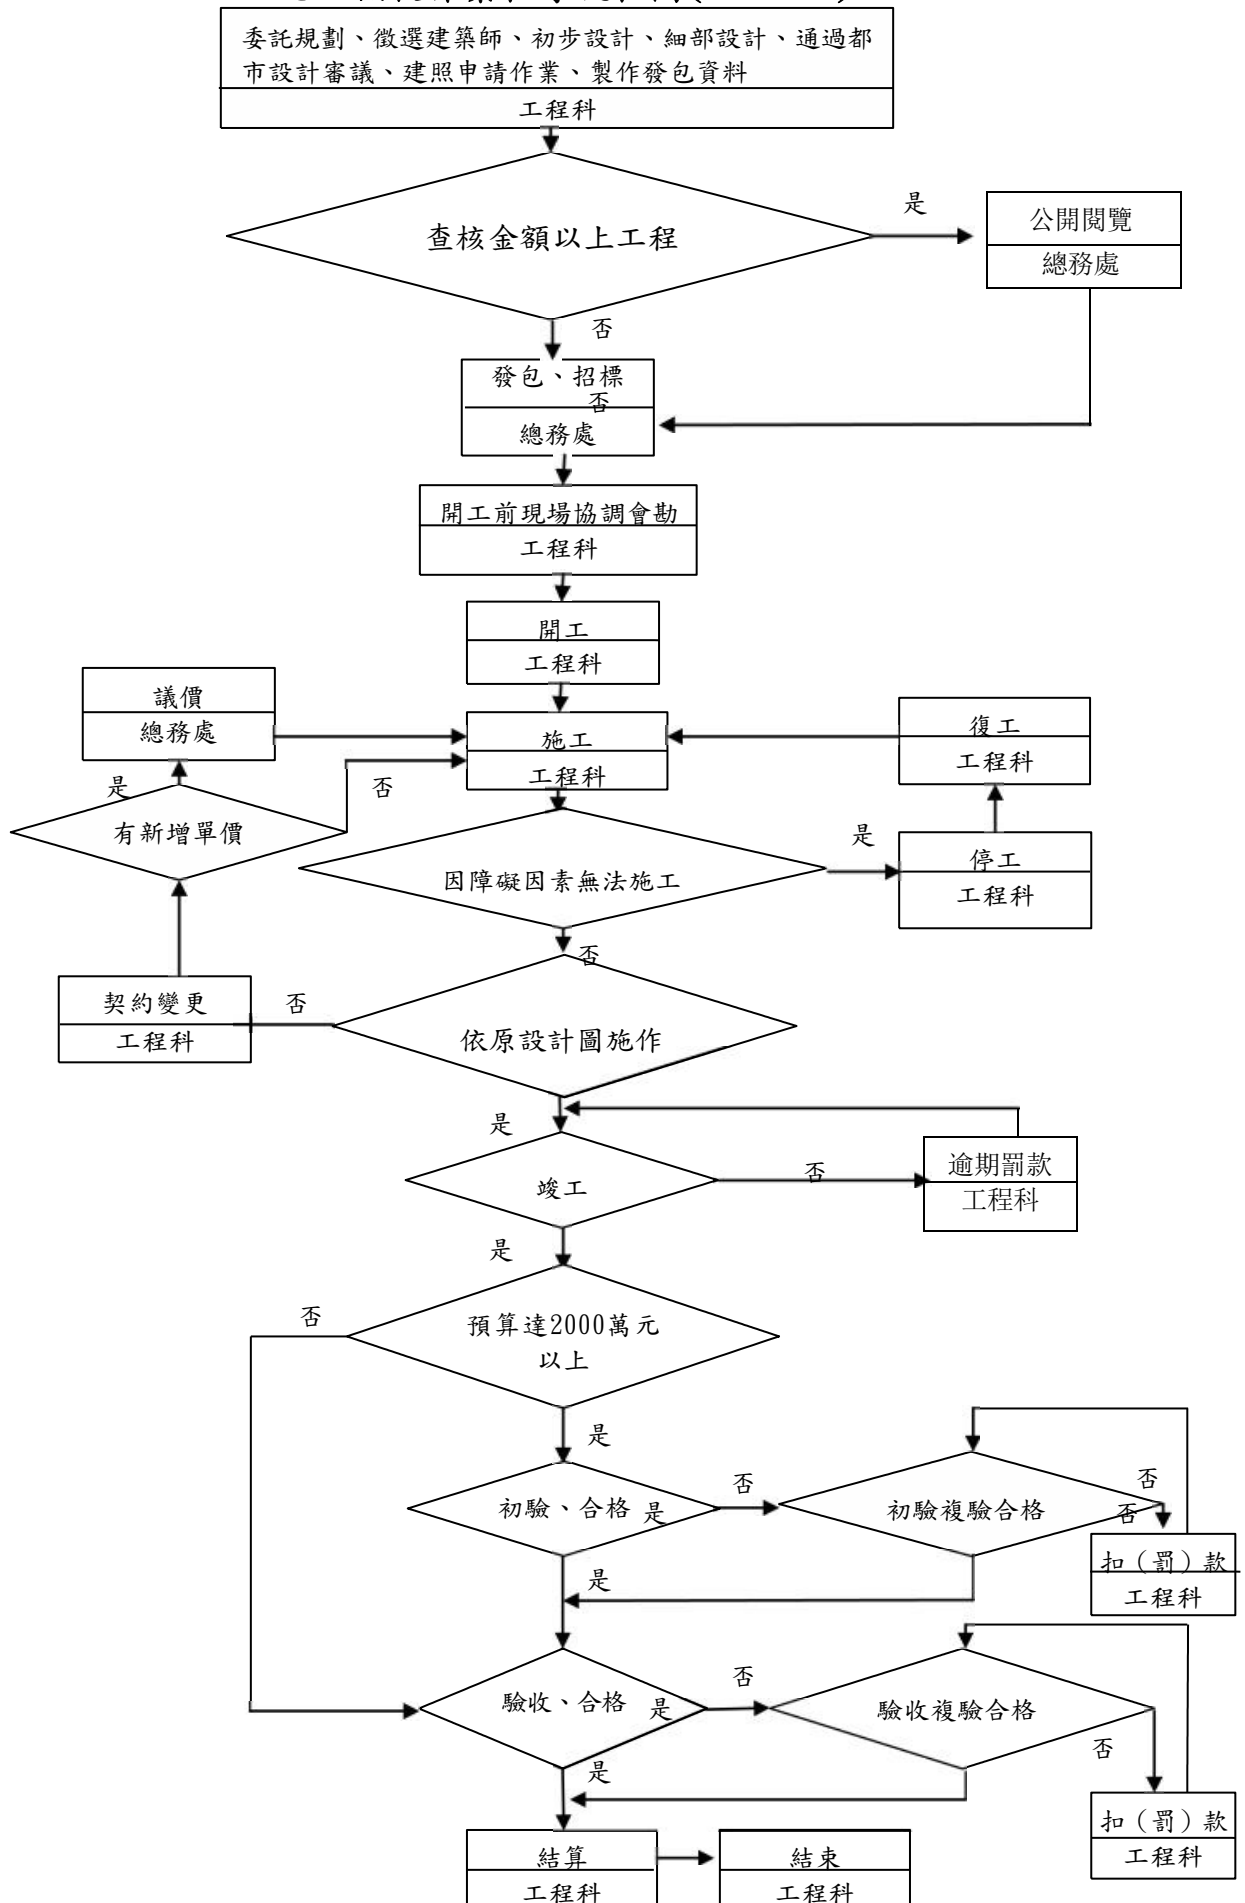 委託規劃、徵選建築師、初步設計、細部設計、通過都
市設計審議、建照申請作業、製作發包資料
工程科
查核金額以上工程
是
公開閱覽
總務處
否
發包、招標
否
總務處
開工前現場協調會勘
工程科
開工
工程科
議價
總務處
施工
工程科
復工
工程科
是
有新增單價
否
因障礙因素無法施工
是
停工
工程科
否
契約變更
工程科
否
依原設計圖施作
是
竣工
否
逾期罰款
工程科
是
否
預算達2000萬元
以上
是
初驗、合格
是
否
初驗複驗合格
否
否
扣（罰）款
工程科
是
驗收、合格
是
否
驗收複驗合格
否
扣（罰）款
工程科
是
結算
工程科
結束
工程科